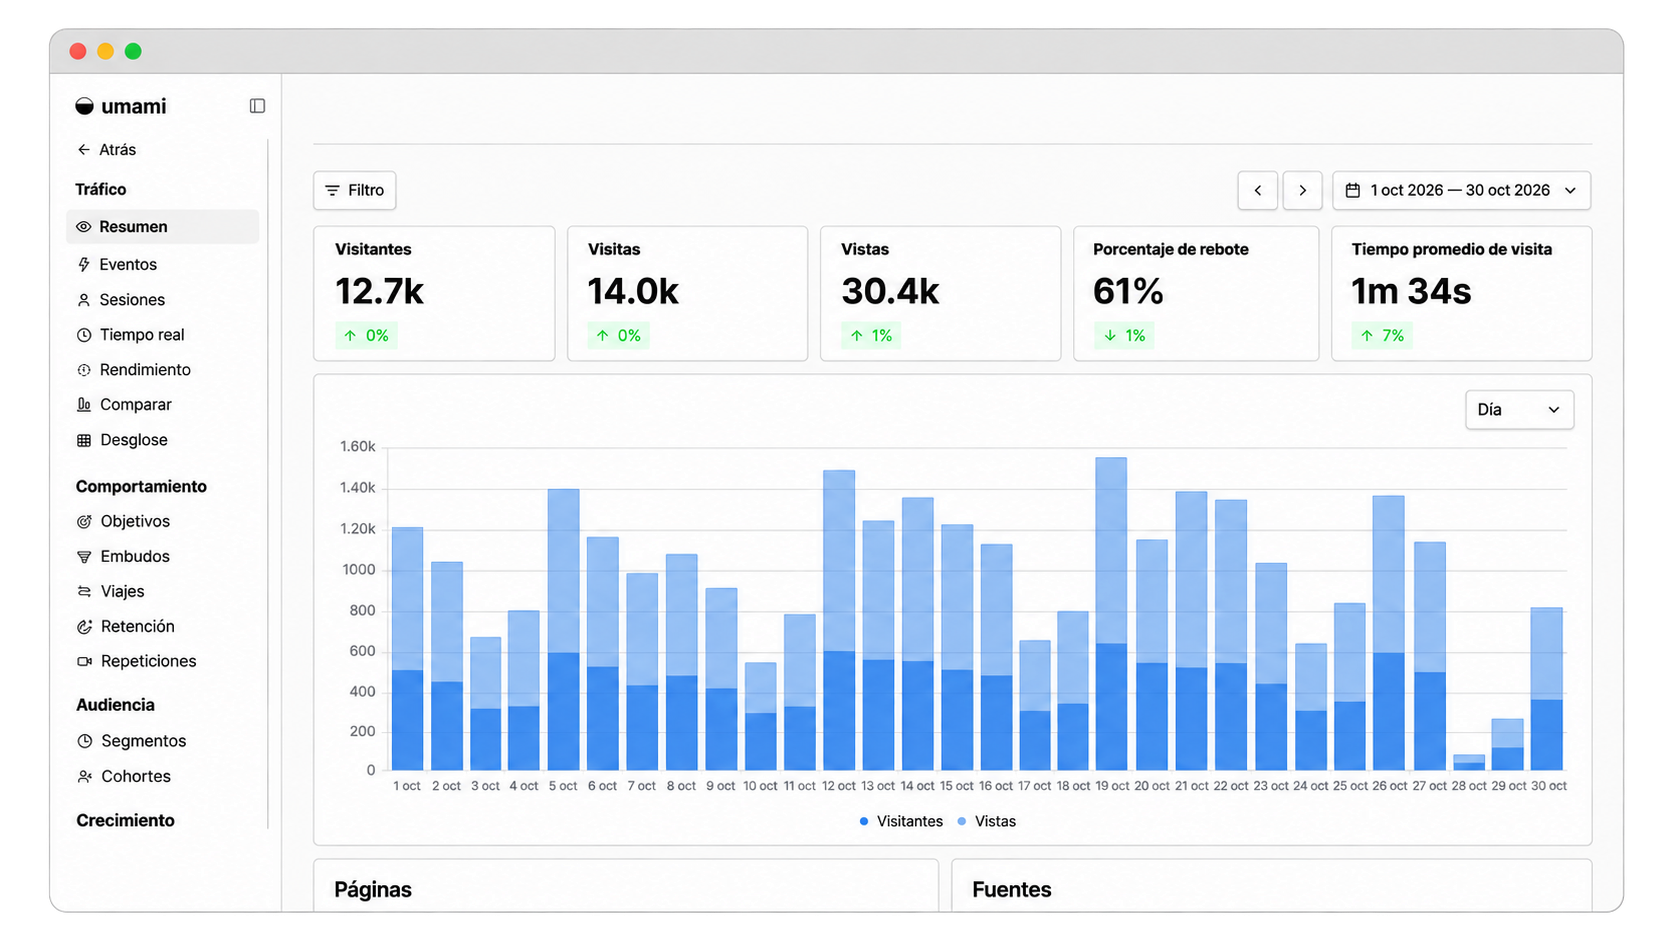 umami
Atrás
Tráfico
Resumen
Eventos
Sesiones
Tiempo real
Rendimiento
Comparar
Desglose
Comportamiento
Objetivos
Embudos
Viajes
Retención
Repeticiones
Audiencia
Segmentos
Cohortes
Crecimiento
Filtro
1 oct 2026 — 30 oct 2026
Visitantes
12.7k
0%
Visitas
14.0k
0%
Vistas
30.4k
1%
Porcentaje de rebote
61%
1%
Tiempo promedio de visita
1m 34s
7%
Día
1.60k
1.40k
1.20k
1000
800
600
400
200
0
1 oct 2 oct 3 oct 4 oct 5 oct 6 oct 7 oct 8 oct 9 oct 10 oct 11 oct 12 oct 13 oct 14 oct 15 oct 16 oct 17 oct 18 oct 19 oct 20 oct 21 oct 22 oct 23 oct 24 oct 25 oct 26 oct 27 oct 28 oct 29 oct 30 oct
Visitantes Vistas
Páginas
Fuentes